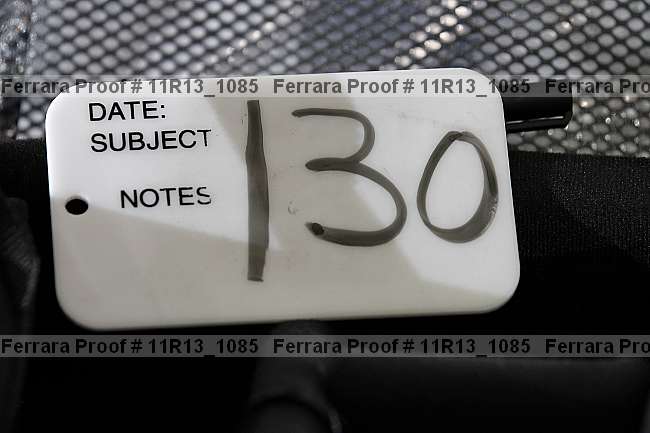 Ferrara Proof # 11R13_1085 Ferrara Proof # 11R13_1085 Ferrara Pro
DATE:
SUBJECT
NOTES
130
Ferrara Proof # 11R13_1085 Ferrara Proof # 11R13_1085 Ferrara Pro